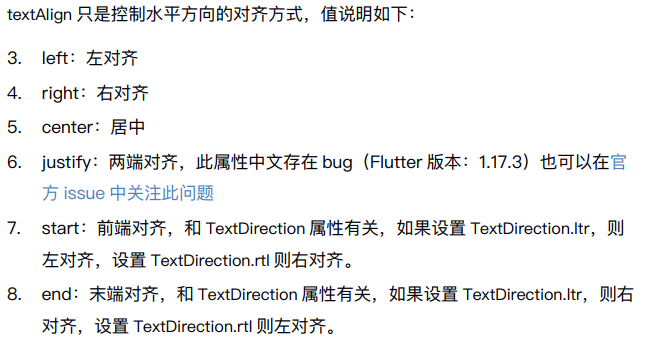 textAlign 只是控制水平方向的对齐方式，值说明如下：
3. left：左对齐
4. right：右对齐
5. center：居中
6. justify：两端对齐，此属性中文存在 bug（Flutter 版本：1.17.3）也可以在官
方 issue 中关注此问题
7. start：前端对齐，和 TextDirection 属性有关，如果设置 TextDirection.ltr，则
左对齐，设置 TextDirection.rtl 则右对齐。
8. end：末端对齐，和 TextDirection 属性有关，如果设置 TextDirection.ltr，则右
对齐，设置 TextDirection.rtl 则左对齐。